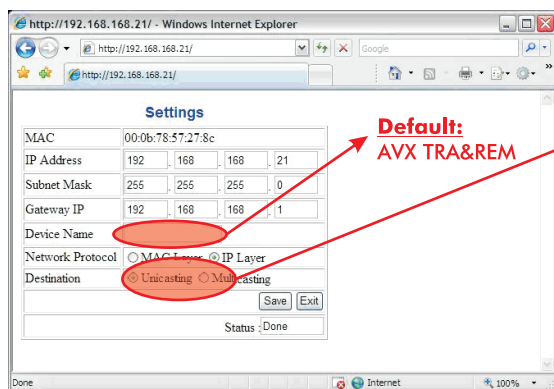 http://192.168.168.21/ - Windows Internet Explorer
http://192.168.168.21/
Google
http://192.168.168.21/
Settings
MAC 00:0b:78:57:27:8c
IP Address 192 . 168 . 168 . 21
Subnet Mask 255 . 255 . 255 . 0
Gateway IP 192 . 168 . 168 . 1
Device Name
Network Protocol MAC Layer IP Layer
Destination Unicasting Multicasting
Save Exit
Status : Done
Default:
AVX TRA&REM
Done Internet 100%